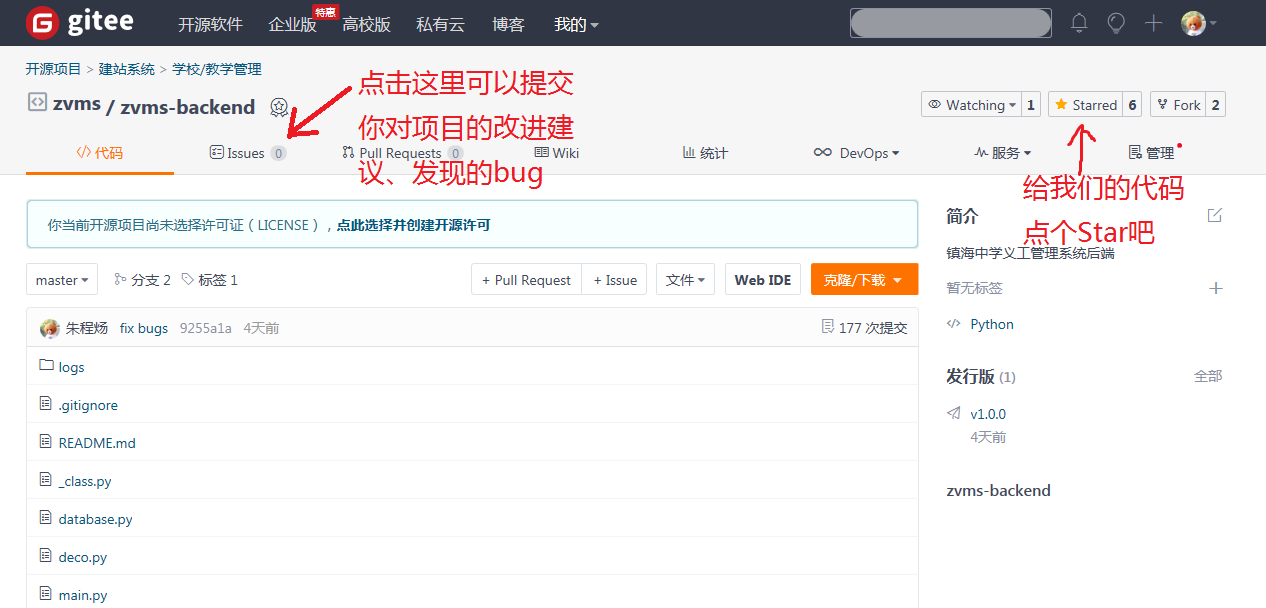 gitee 开源软件 企业版 特惠 高校版 私有云 博客 我的
开源项目 > 建站系统 > 学校/教学管理
zvms / zvms-backend
Watching 1 Starred 6 Fork 2
点击这里可以提交
你对项目的改进建
议、发现的bug
代码 Issues 0 Pull Requests 0 Wiki 统计 DevOps 服务 管理
给我们的代码
点个Star吧
你当前开源项目尚未选择许可证（LICENSE），点此选择并创建开源许可
master 分支 2 标签 1 + Pull Request + Issue 文件 Web IDE 克隆/下载
朱程炀 fix bugs 9255a1a 4天前 177 次提交
logs
.gitignore
README.md
_class.py
database.py
deco.py
main.py
简介
镇海中学义工管理系统后端
暂无标签
Python
发行版 (1) 全部
v1.0.0
4天前
zvms-backend